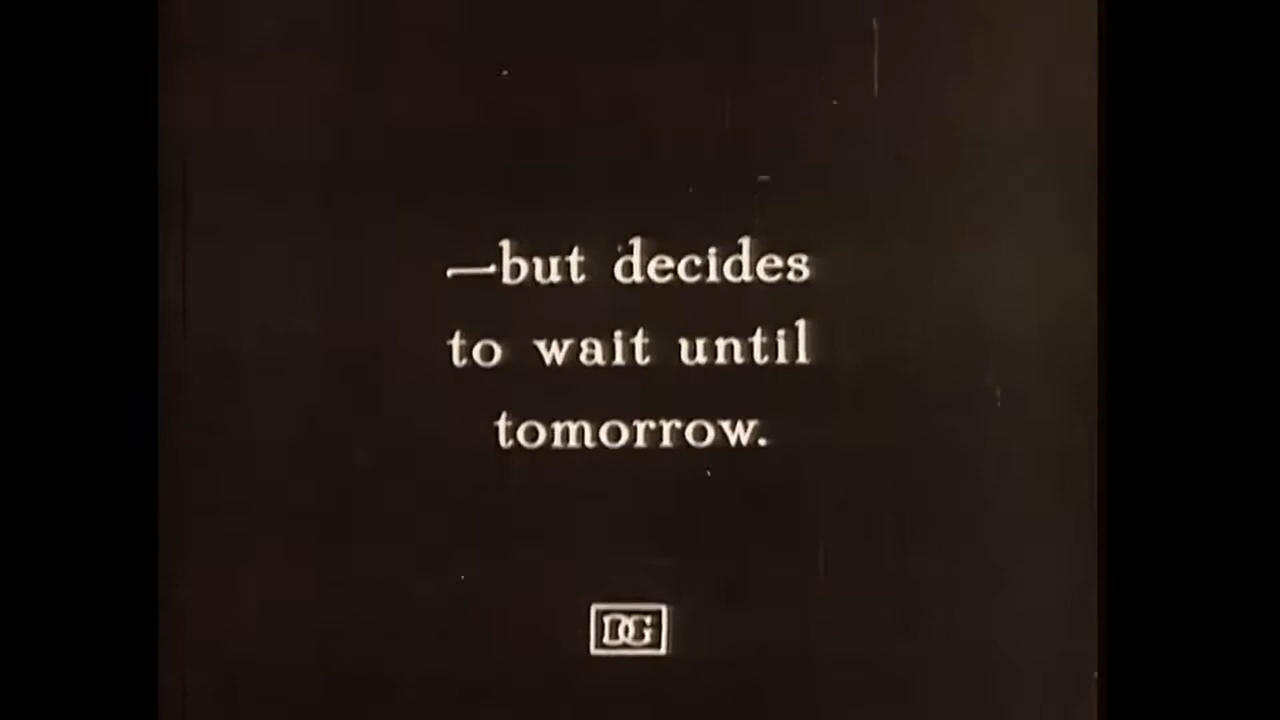 —but decides
to wait until
tomorrow.
DG